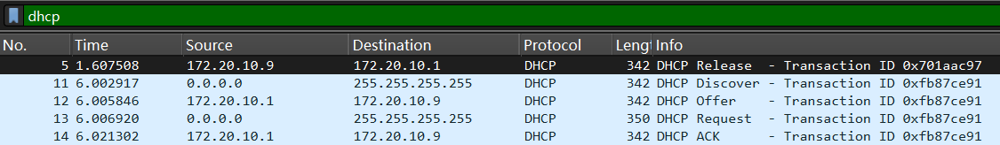 dhcp
No. Time Source Destination Protocol Lengt Info
5 1.607508 172.20.10.9 172.20.10.1 DHCP 342 DHCP Release - Transaction ID 0x701aac97
11 6.002917 0.0.0.0 255.255.255.255 DHCP 342 DHCP Discover - Transaction ID 0xfb87ce91
12 6.005846 172.20.10.1 172.20.10.9 DHCP 342 DHCP Offer - Transaction ID 0xfb87ce91
13 6.006920 0.0.0.0 255.255.255.255 DHCP 350 DHCP Request - Transaction ID 0xfb87ce91
14 6.021302 172.20.10.1 172.20.10.9 DHCP 342 DHCP ACK - Transaction ID 0xfb87ce91